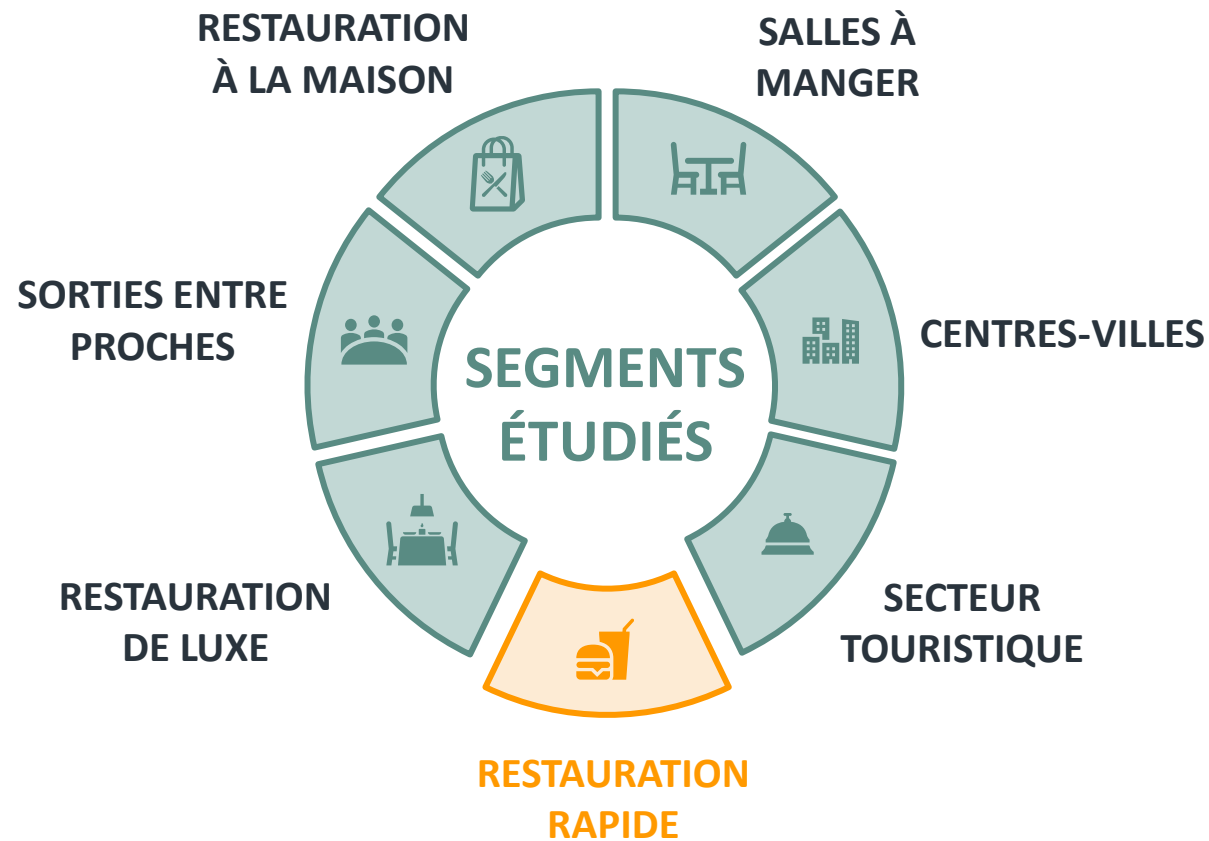 RESTAURATION
À LA MAISON
SALLES À
MANGER
SORTIES ENTRE
PROCHES
SEGMENTS
ÉTUDIÉS
CENTRES-VILLES
RESTAURATION
DE LUXE
SECTEUR
TOURISTIQUE
RESTAURATION
RAPIDE